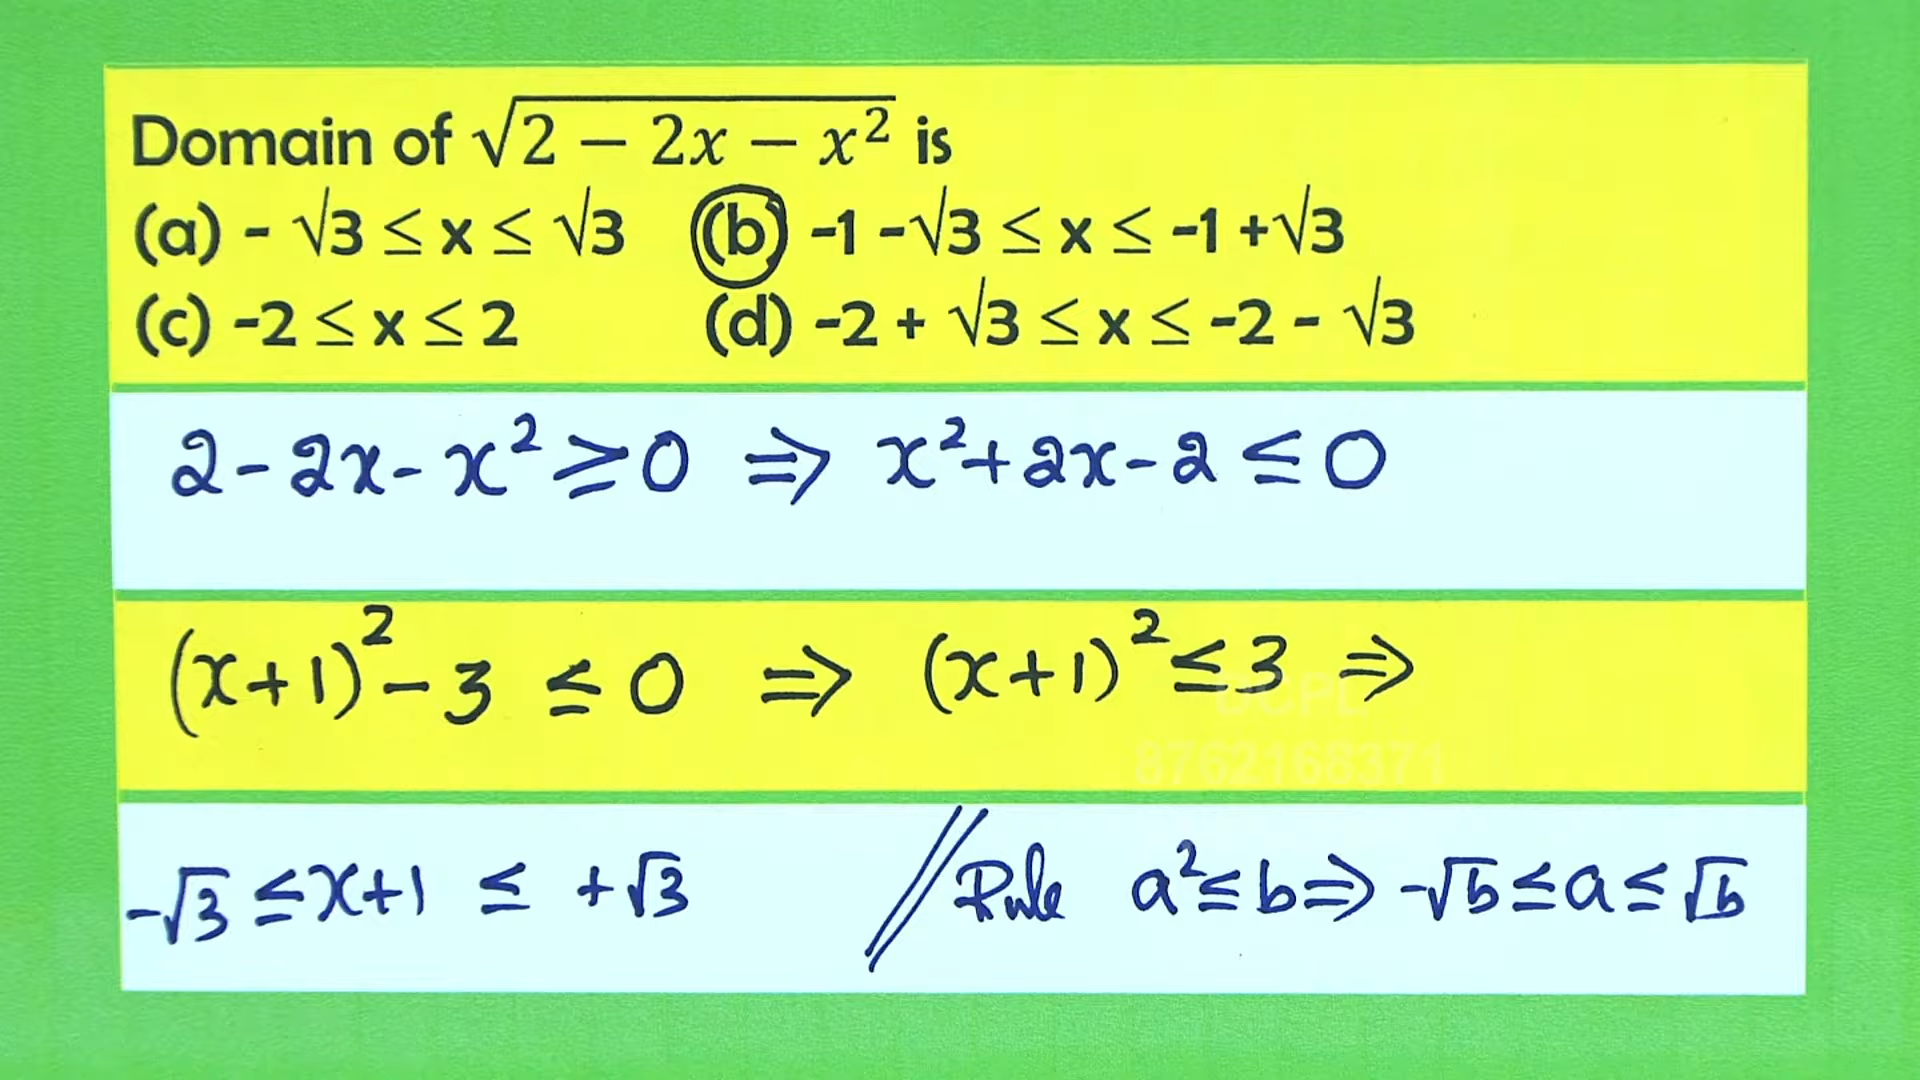 Domain of √2 − 2x − x² is
(a) - √3 ≤ x ≤ √3 (b) -1 -√3 ≤ x ≤ -1 +√3
(c) -2 ≤ x ≤ 2 (d) -2 + √3 ≤ x ≤ -2 - √3
2 - 2x - x² ≥ 0 ⇒ x² + 2x - 2 ≤ 0
(x+1)² - 3 ≤ 0 ⇒ (x+1)² ≤ 3 ⇒
DCPL
8762168371
-√3 ≤ x+1 ≤ +√3 // Rule a² ≤ b ⇒ -√b ≤ a ≤ √b